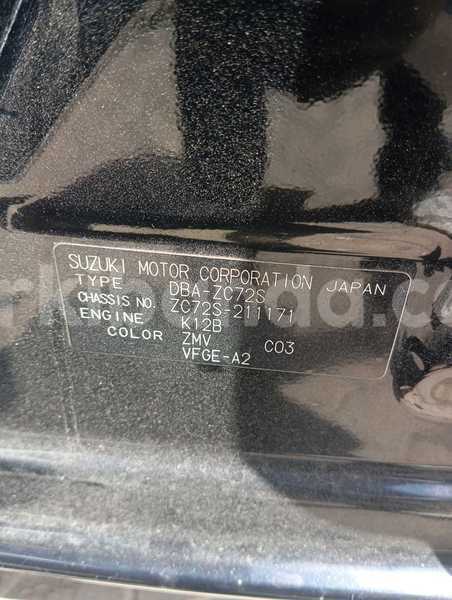 SUZUKI MOTOR CORPORATION JAPAN
TYPE DBA-ZC72S
CHASSIS NO. ZC72S-211171
ENGINE K12B
COLOR ZMV C03
VFGE-A2